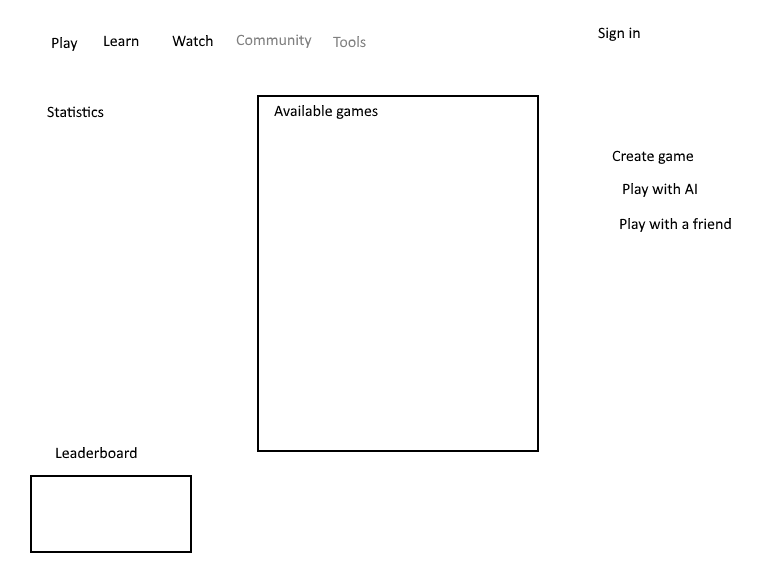 Play
Learn
Watch
Community
Tools
Sign in
Statistics
Available games
Create game
Play with AI
Play with a friend
Leaderboard